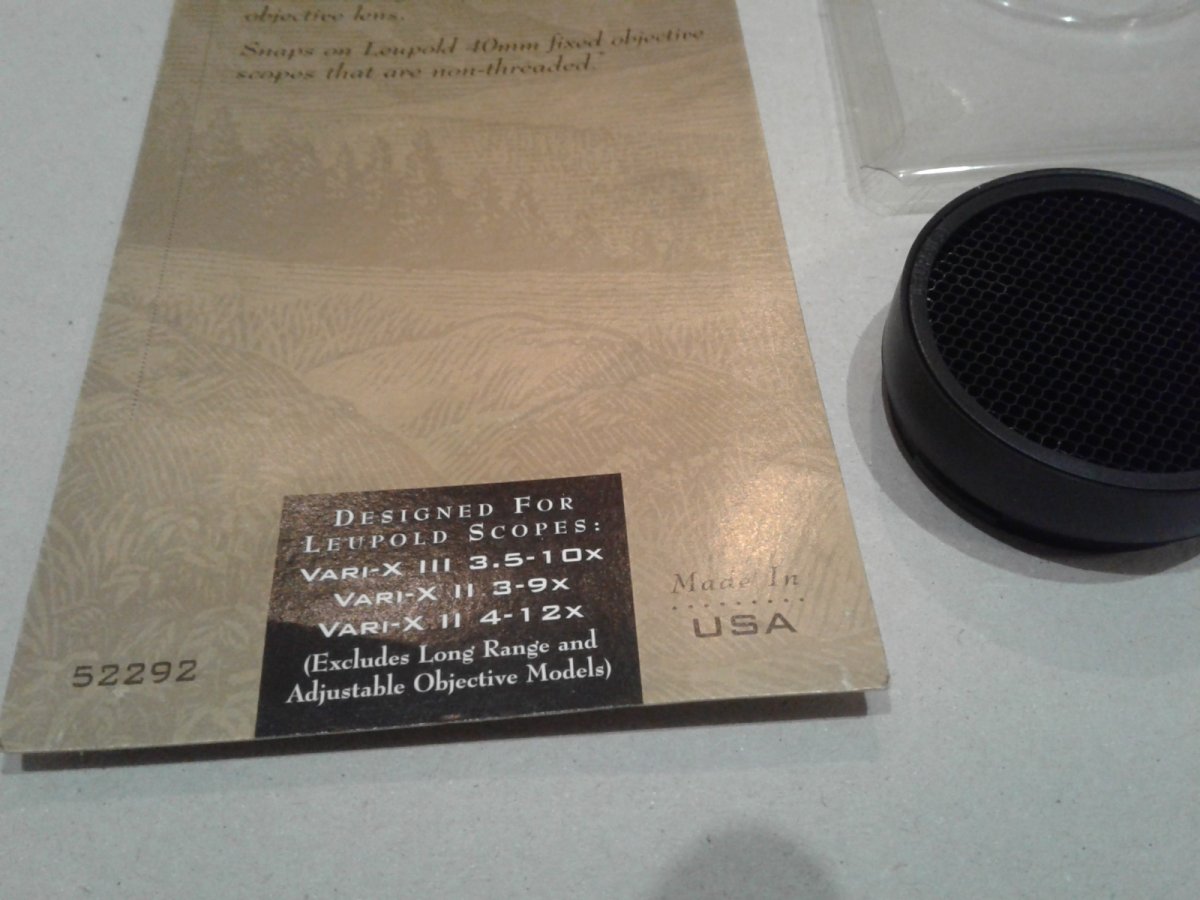 objective lens.
Snaps on Leupold 40mm fixed objective
scopes that are non-threaded.
DESIGNED FOR
LEUPOLD SCOPES:
VARI-X III 3.5-10X
VARI-X II 3-9X
VARI-X II 4-12X
(Excludes Long Range and
Adjustable Objective Models)
Made In
USA
52292